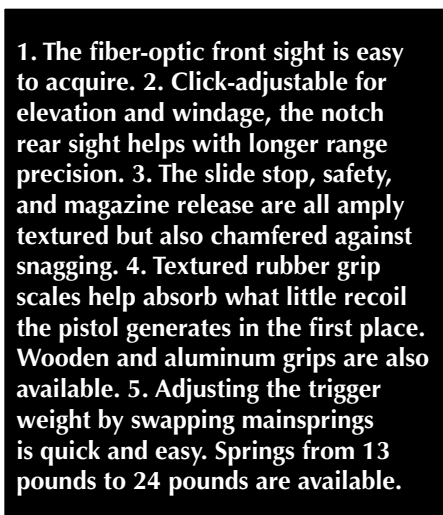 1. The fiber-optic front sight is easy
to acquire. 2. Click-adjustable for
elevation and windage, the notch
rear sight helps with longer range
precision. 3. The slide stop, safety,
and magazine release are all amply
textured but also chamfered against
snagging. 4. Textured rubber grip
scales help absorb what little recoil
the pistol generates in the first place.
Wooden and aluminum grips are also
available. 5. Adjusting the trigger
weight by swapping mainsprings
is quick and easy. Springs from 13
pounds to 24 pounds are available.